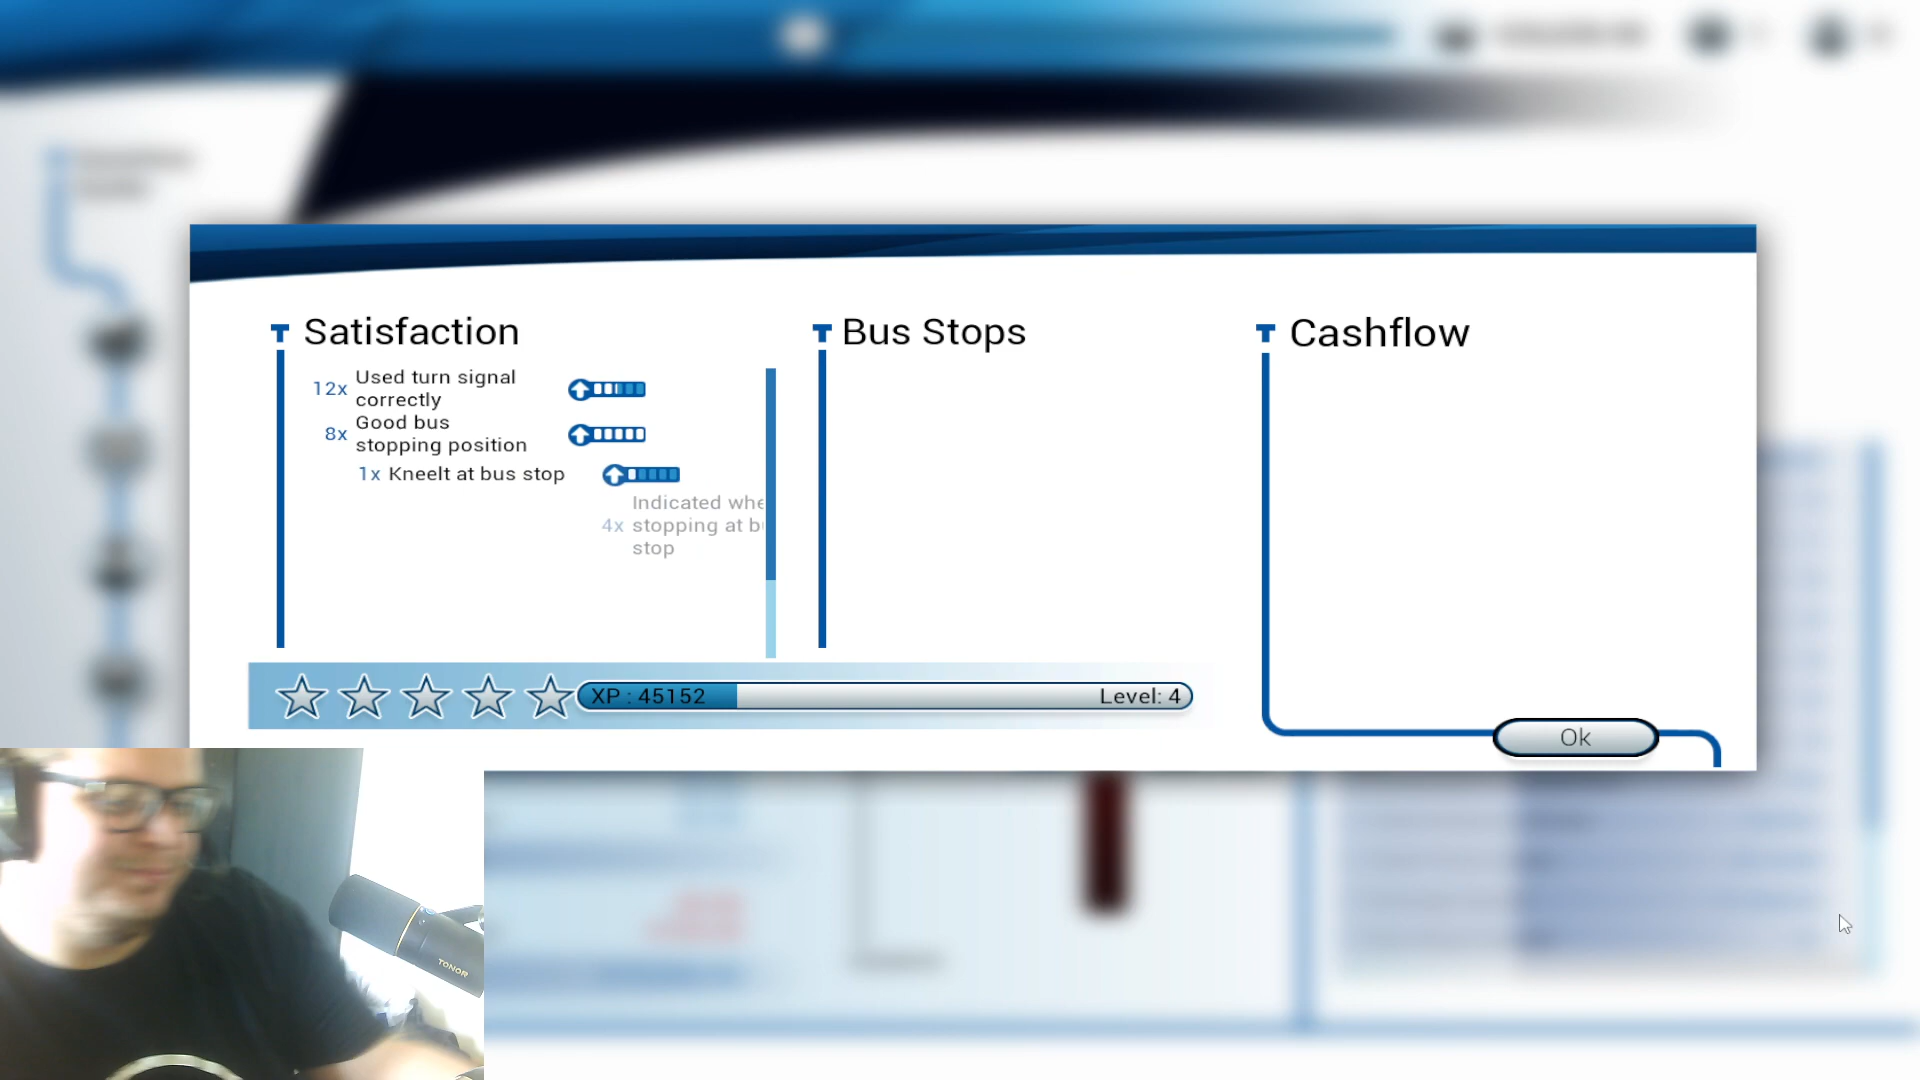 Satisfaction
12x Used turn signal
correctly
8x Good bus
stopping position
1x Kneelt at bus stop
Indicated whe
4x stopping at b
stop
Bus Stops
Cashflow
XP : 45152
Level: 4
Ok
TONOR